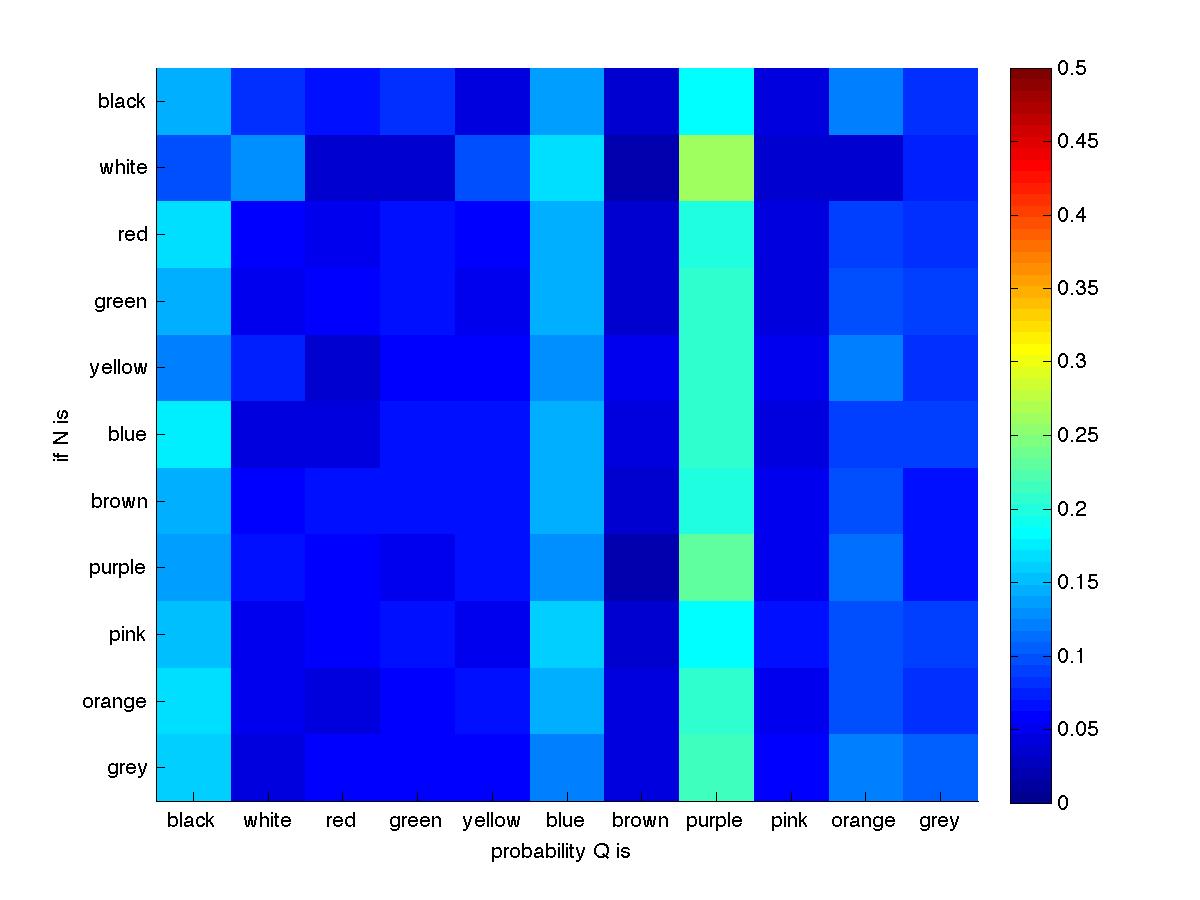 black
white
red
green
yellow
blue
brown
purple
pink
orange
grey
if N is
black white red green yellow blue brown purple pink orange grey
probability Q is
0.5
0.45
0.4
0.35
0.3
0.25
0.2
0.15
0.1
0.05
0